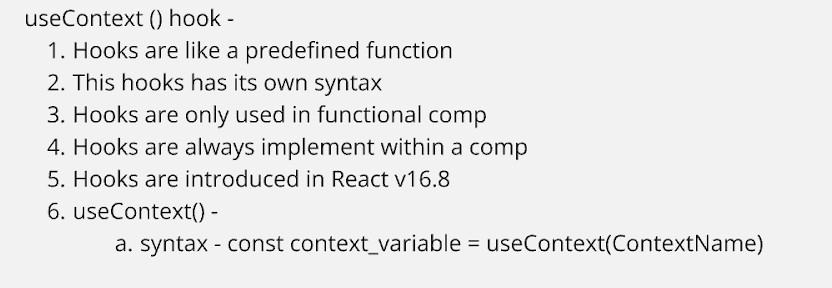 useContext () hook -
1. Hooks are like a predefined function
2. This hooks has its own syntax
3. Hooks are only used in functional comp
4. Hooks are always implement within a comp
5. Hooks are introduced in React v16.8
6. useContext() -
a. syntax - const context_variable = useContext(ContextName)